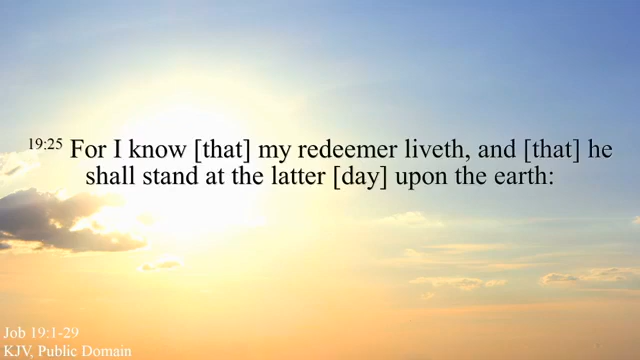 19:25 For I know [that] my redeemer liveth, and [that] he
shall stand at the latter [day] upon the earth:
Job 19:1-29
KJV, Public Domain